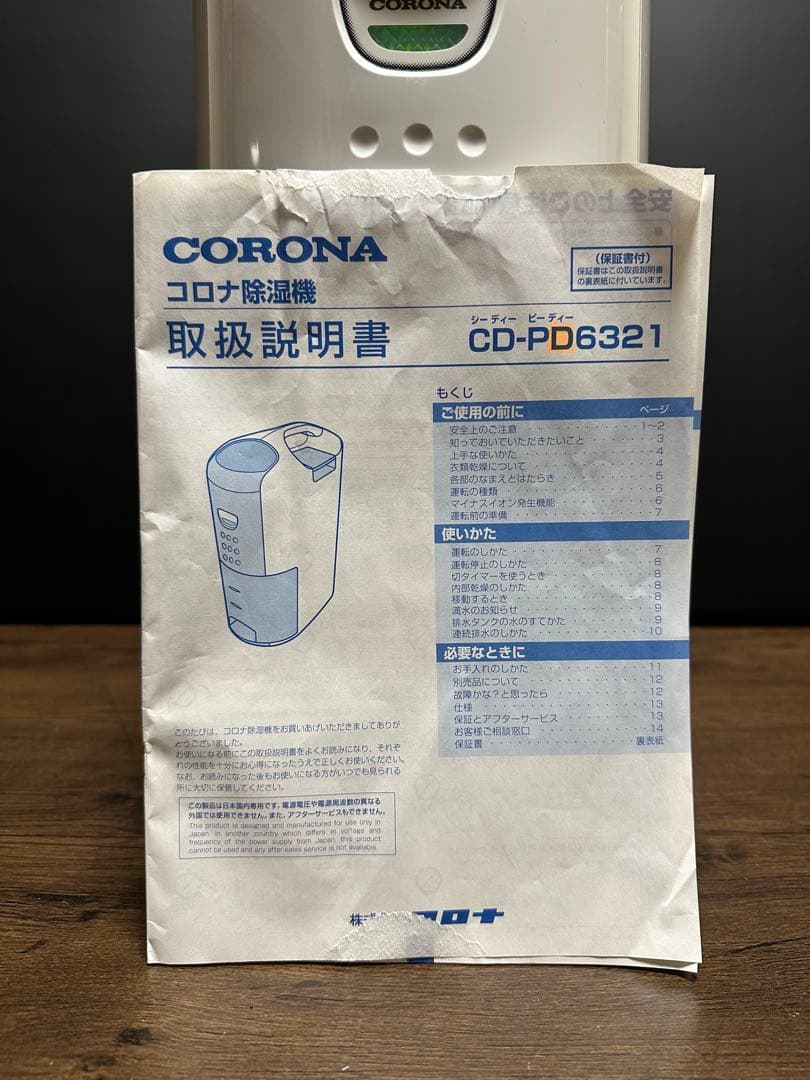 CORONA
CORONA
コロナ除湿機
取扱説明書
(保証書付)
保証書はこの取扱説明書
の裏表紙に付いています。
シー ディー ピー ディー
CD-PD6321
もくじ
ご使用の前に ページ
安全上のご注意 1〜2
知っておいていただきたいこと 3
上手な使いかた 4
衣類乾燥について 4
各部のなまえとはたらき 5
運転の種類 6
マイナスイオン発生機能 6
運転前の準備 7
使いかた
運転のしかた 7
運転停止のしかた 8
切タイマーを使うとき 8
内部乾燥のしかた 8
移動するとき 8
満水のお知らせ 9
排水タンクの水のすてかた 9
連続排水のしかた 10
必要なときに
お手入れのしかた 11
別売品について 12
故障かな?と思ったら 12
仕様 13
保証とアフターサービス 13
お客様ご相談窓口 14
保証書 裏表紙
このたびは、コロナ除湿機をお買いあげいただきましてありが
とうございました。
お使いになる前にこの取扱説明書をよくお読みになり、それぞ
れの性能を十分にお心得になったうえで正しくお使いください。
なお、お読みになった後もお使いになる方がいつでも見られる
所に大切に保管してください。
この製品は日本国内専用です。電源電圧や電源周波数の異なる
外国では使用できません。また、アフターサービスもできません。
This product is designed and manufactured for use only in
Japan. In another country which differs in voltage and
frequency of the power supply from Japan, this product
cannot be used and any after-sales service is not available.
株式 コロナ